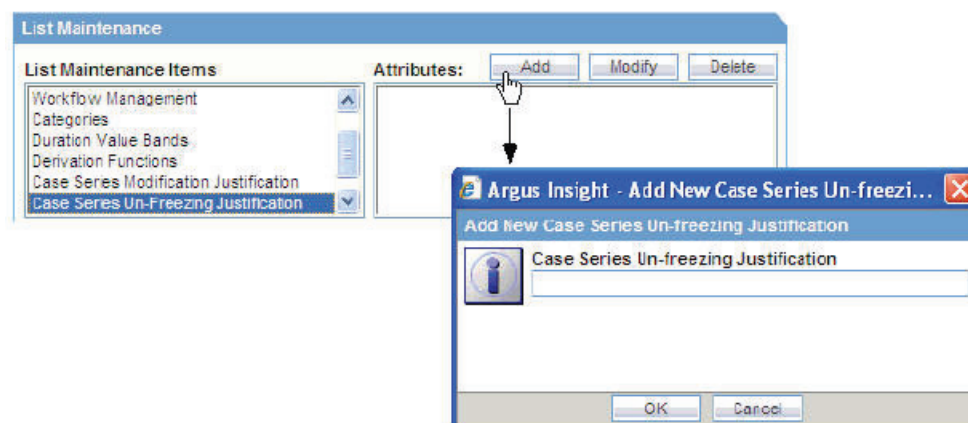 List Maintenance
List Maintenance Items
Attributes:
Add
Modify
Delete
Workflow Management
Categories
Duration Value Bands
Derivation Functions
Case Series Modification Justification
Case Series Un-Freezing Justification
Argus Insight - Add New Case Series Un-freezi...
Add New Case Series Un-freezing Justification
Case Series Un-freezing Justification
OK
Cancel